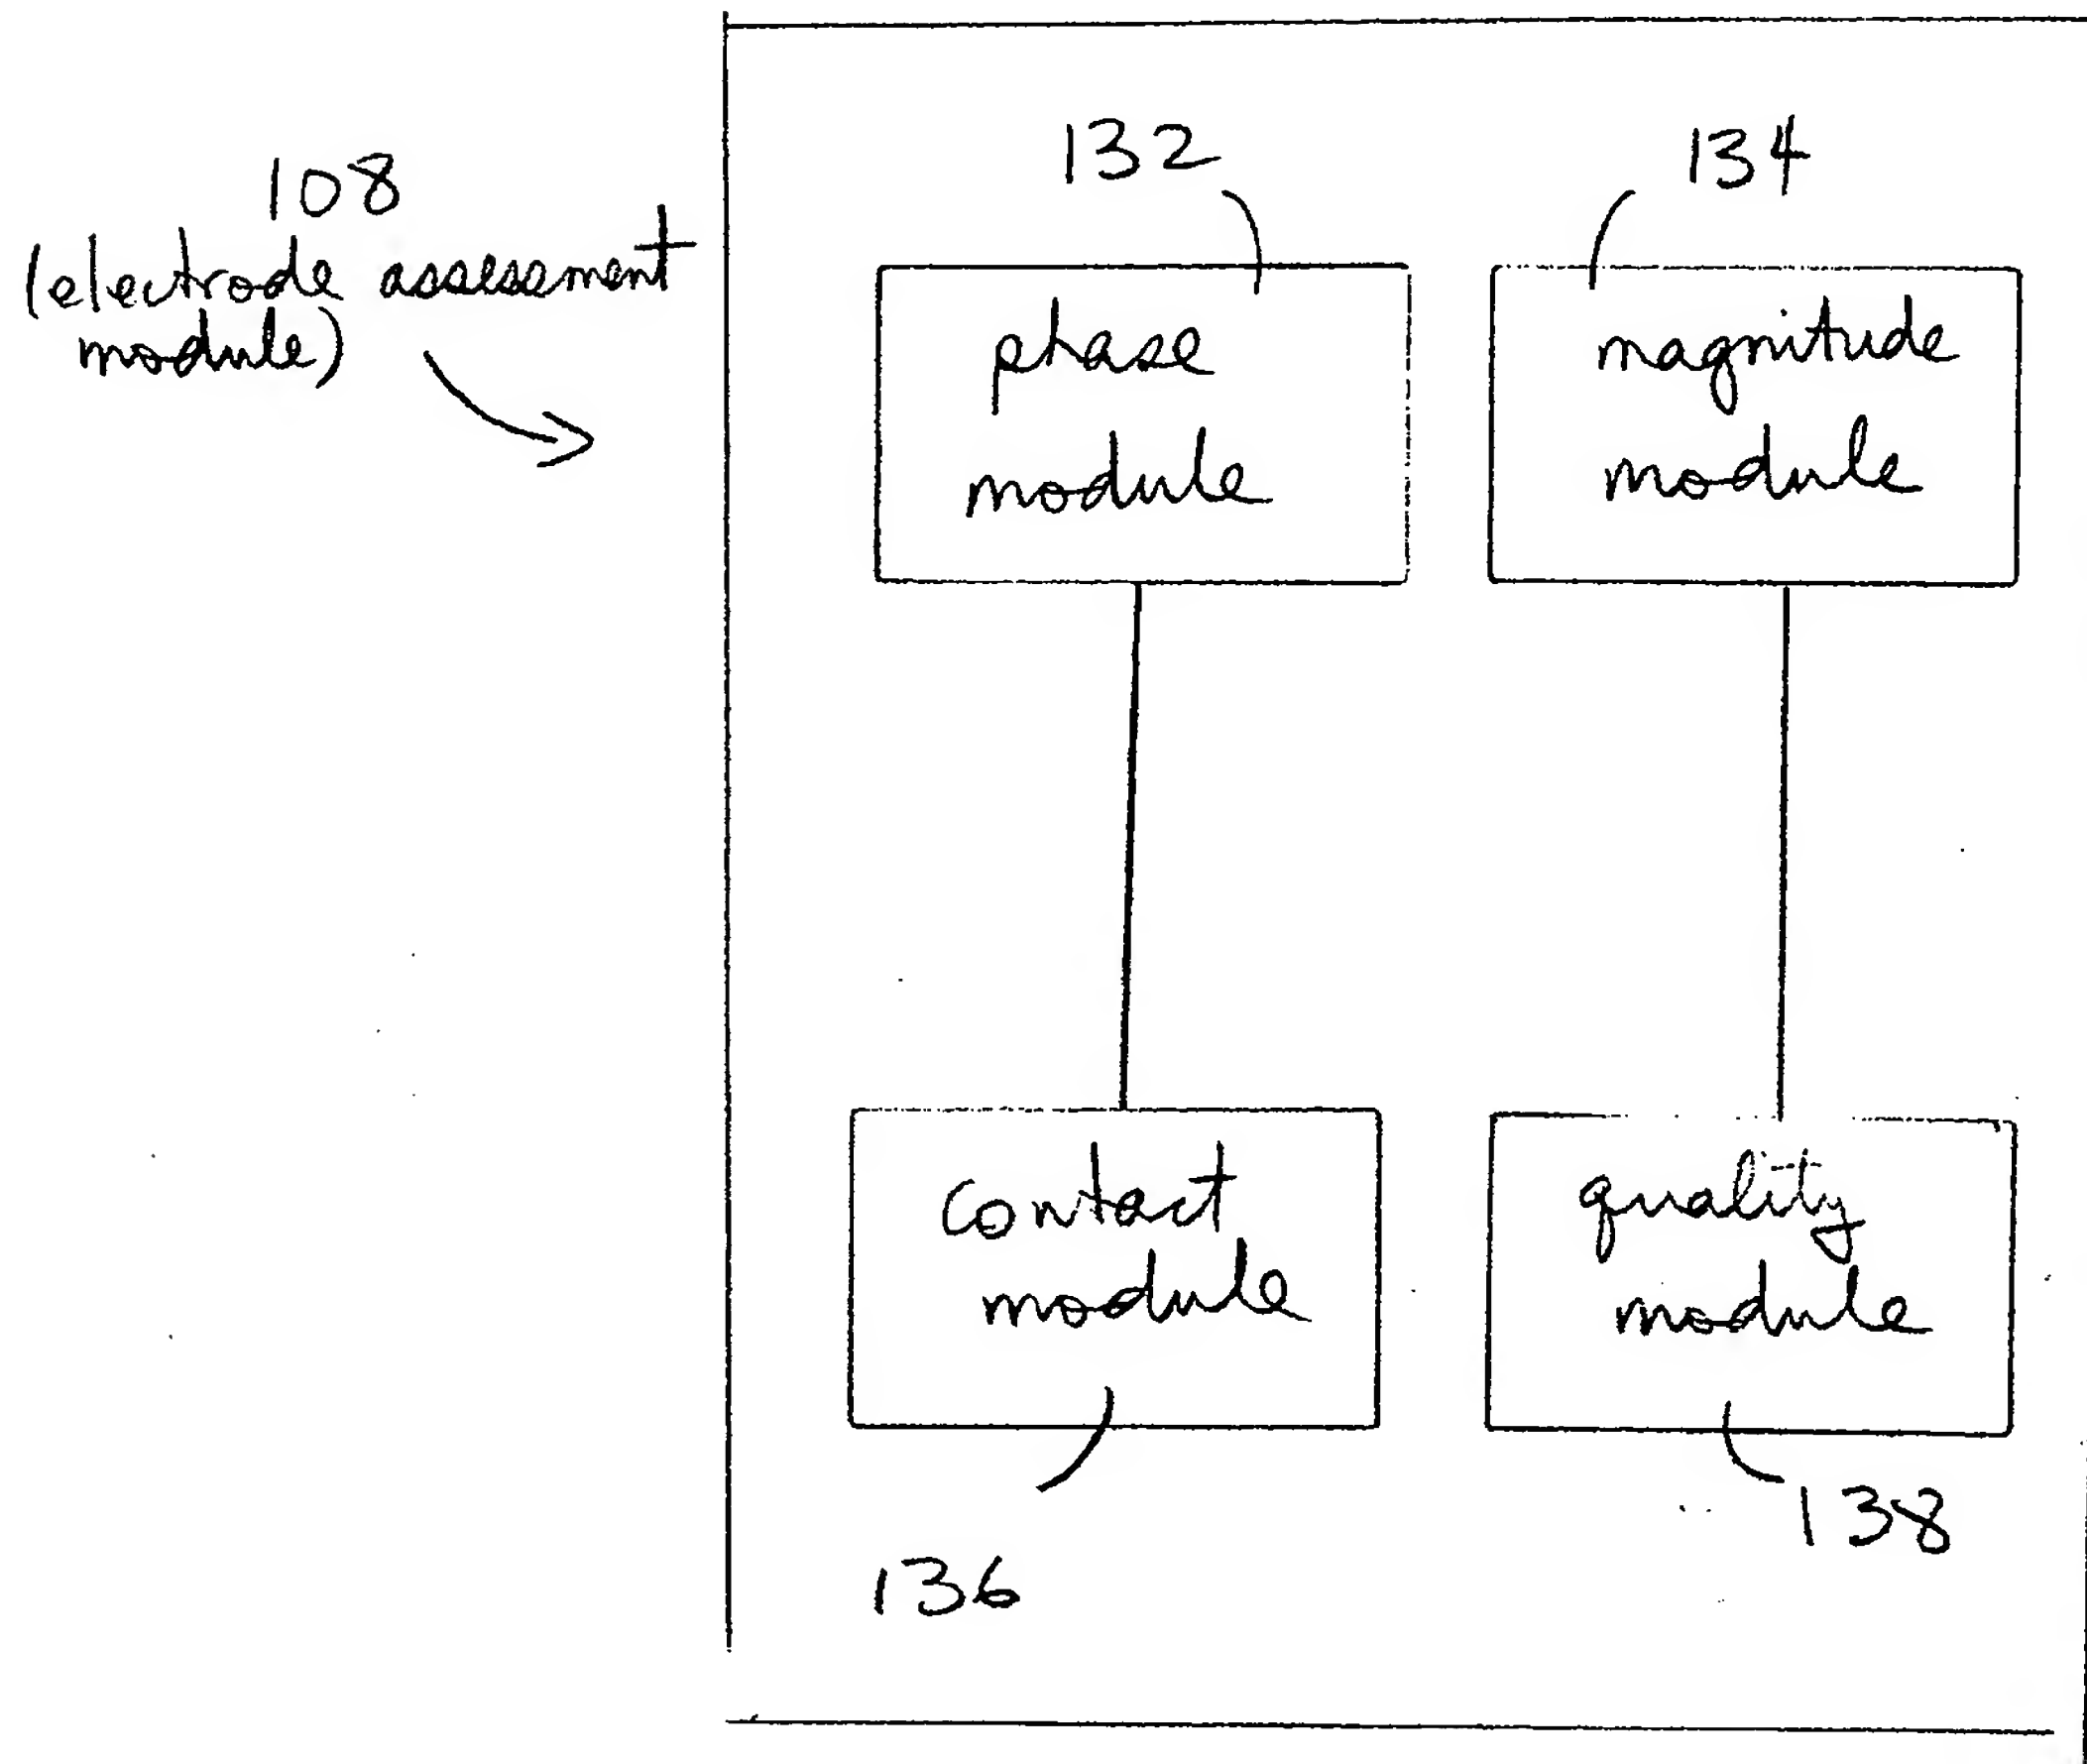 108
(electrode assessment
module)
132
134
phase
module
magnitude
module
contact
module
quality
module
136
138